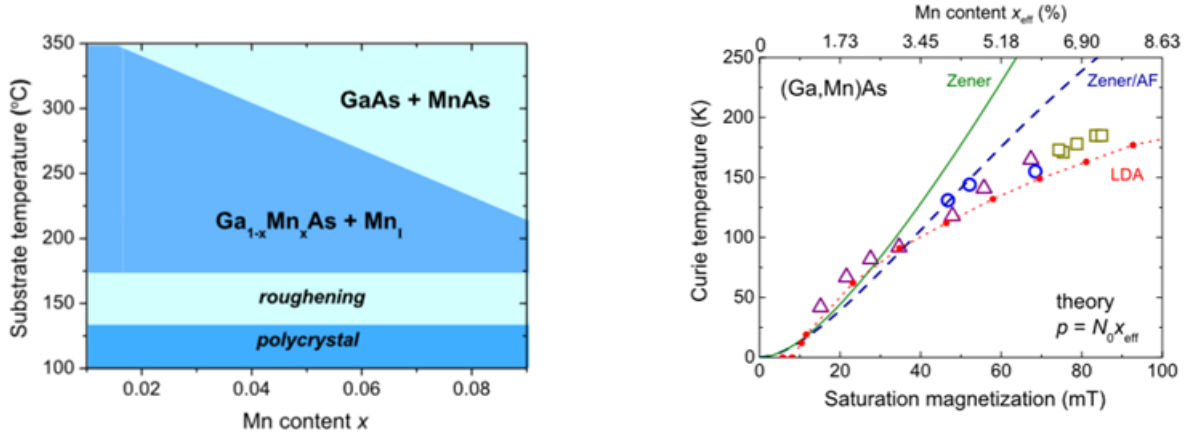 350
300
250
200
150
100
Substrate temperature (°C)
GaAs + MnAs
Ga1-xMnxAs + MnI
roughening
polycrystal
0.02
0.04
0.06
0.08
Mn content x
Mn content xeff (%)
0
1.73
3.45
5.18
6.90
8.63
250
200
150
100
50
0
Curie temperature (K)
(Ga,Mn)As
Zener
Zener/AF
LDA
theory
p = N0xeff
0
20
40
60
80
100
Saturation magnetization (mT)